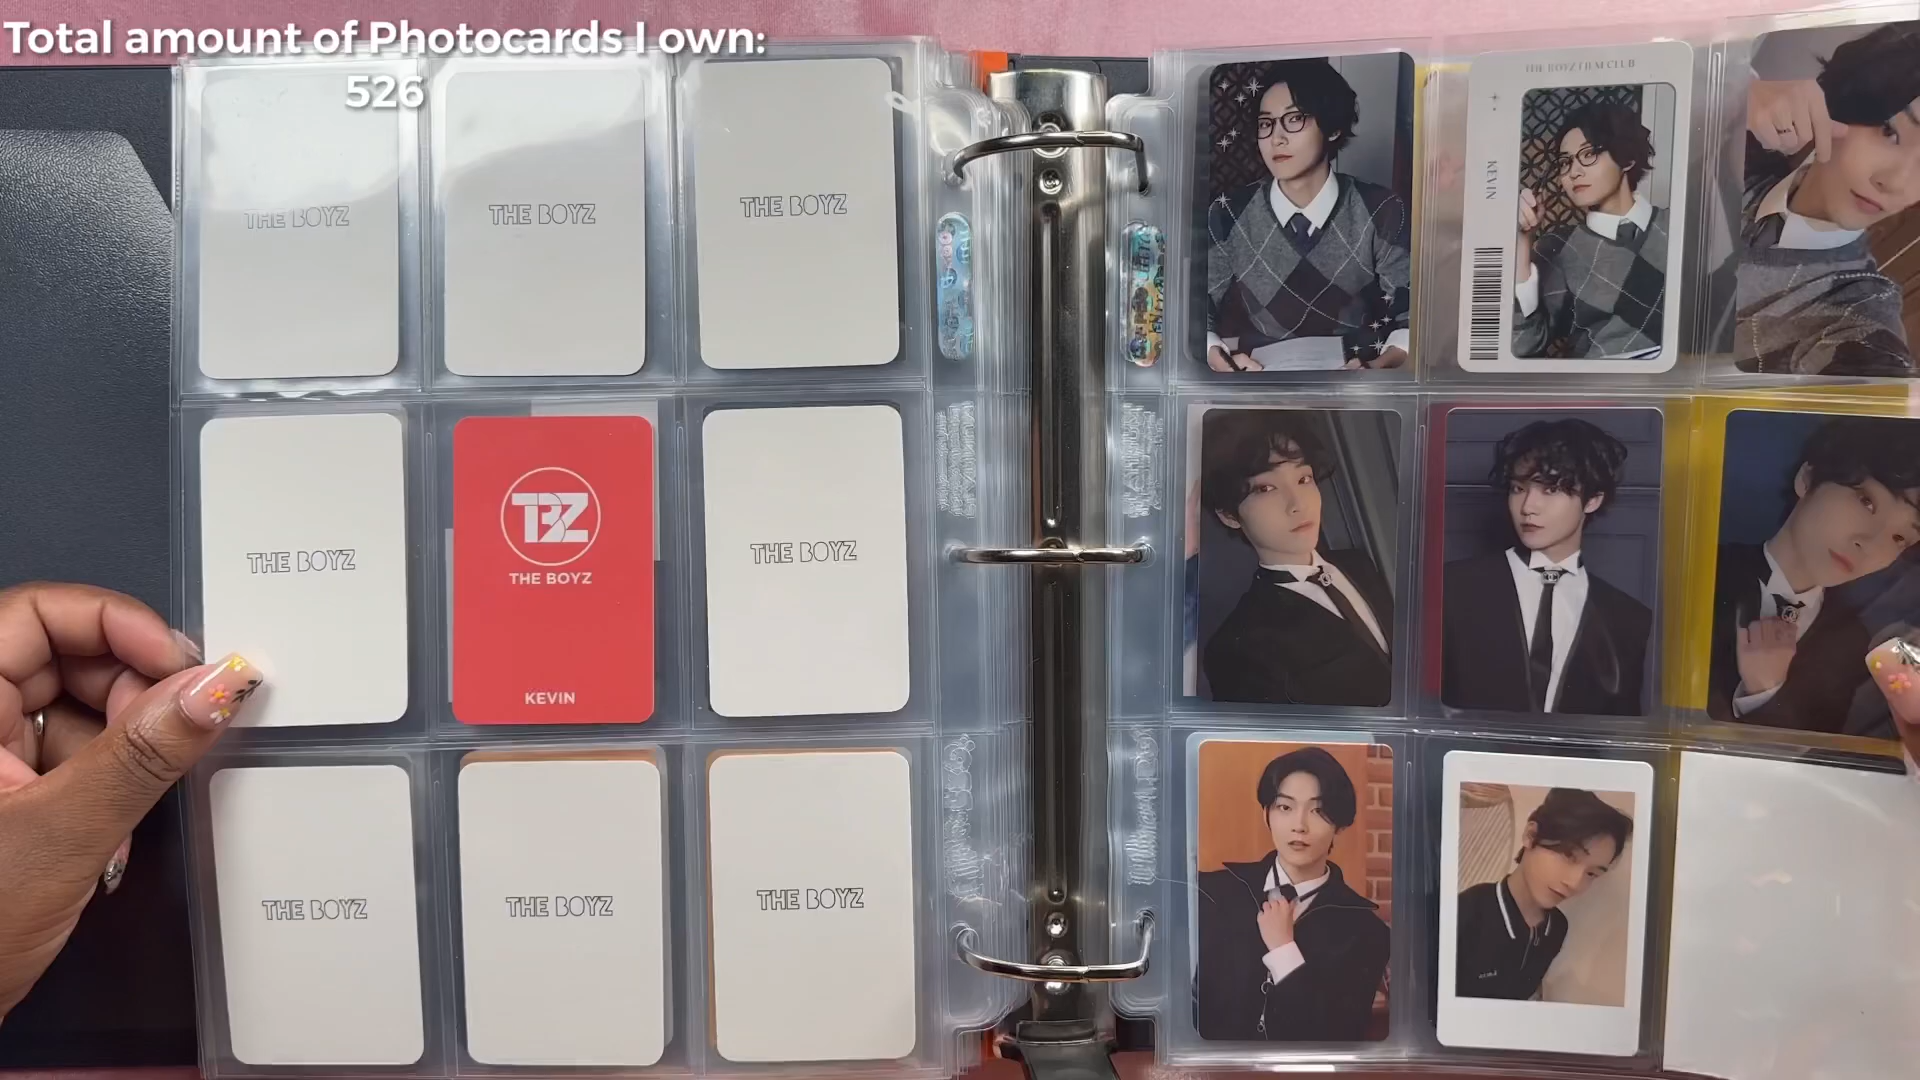 Total amount of Photocards I own:
526
THE BOYZ
THE BOYZ
THE BOYZ
THE BOYZ
TBZ
THE BOYZ
KEVIN
THE BOYZ
THE BOYZ
THE BOYZ
THE BOYZ
THE BOYZ FILM CLUB
KEVIN